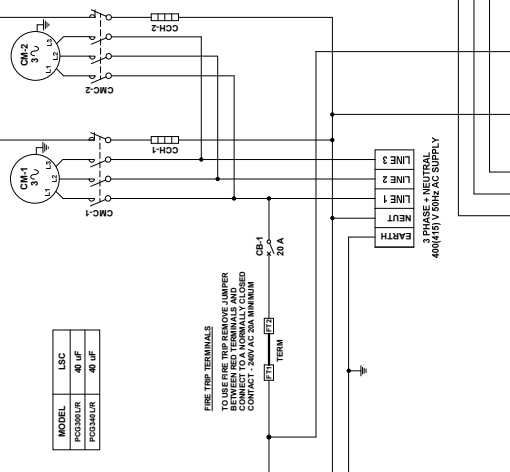 CM-2
3
L3
L2
L1
CCH-2
CMC-2
CM-1
3
L3
L2
L1
CCH-1
CMC-1
LINE 3
LINE 2
LINE 1
NEUT
EARTH
3 PHASE + NEUTRAL
400(415) V 50Hz AC SUPPLY
CB-1
20 A
FT2
FT1
TERM
FIRE TRIP TERMINALS
TO USE FIRE TRIP REMOVE JUMPER
BETWEEN RED TERMINALS AND
CONNECT TO A NORMALLY CLOSED
CONTACT - 240V AC 20A MINIMUM
MODEL LSC
PCG300L/R 40 uF
PCG340L/R 40 uF